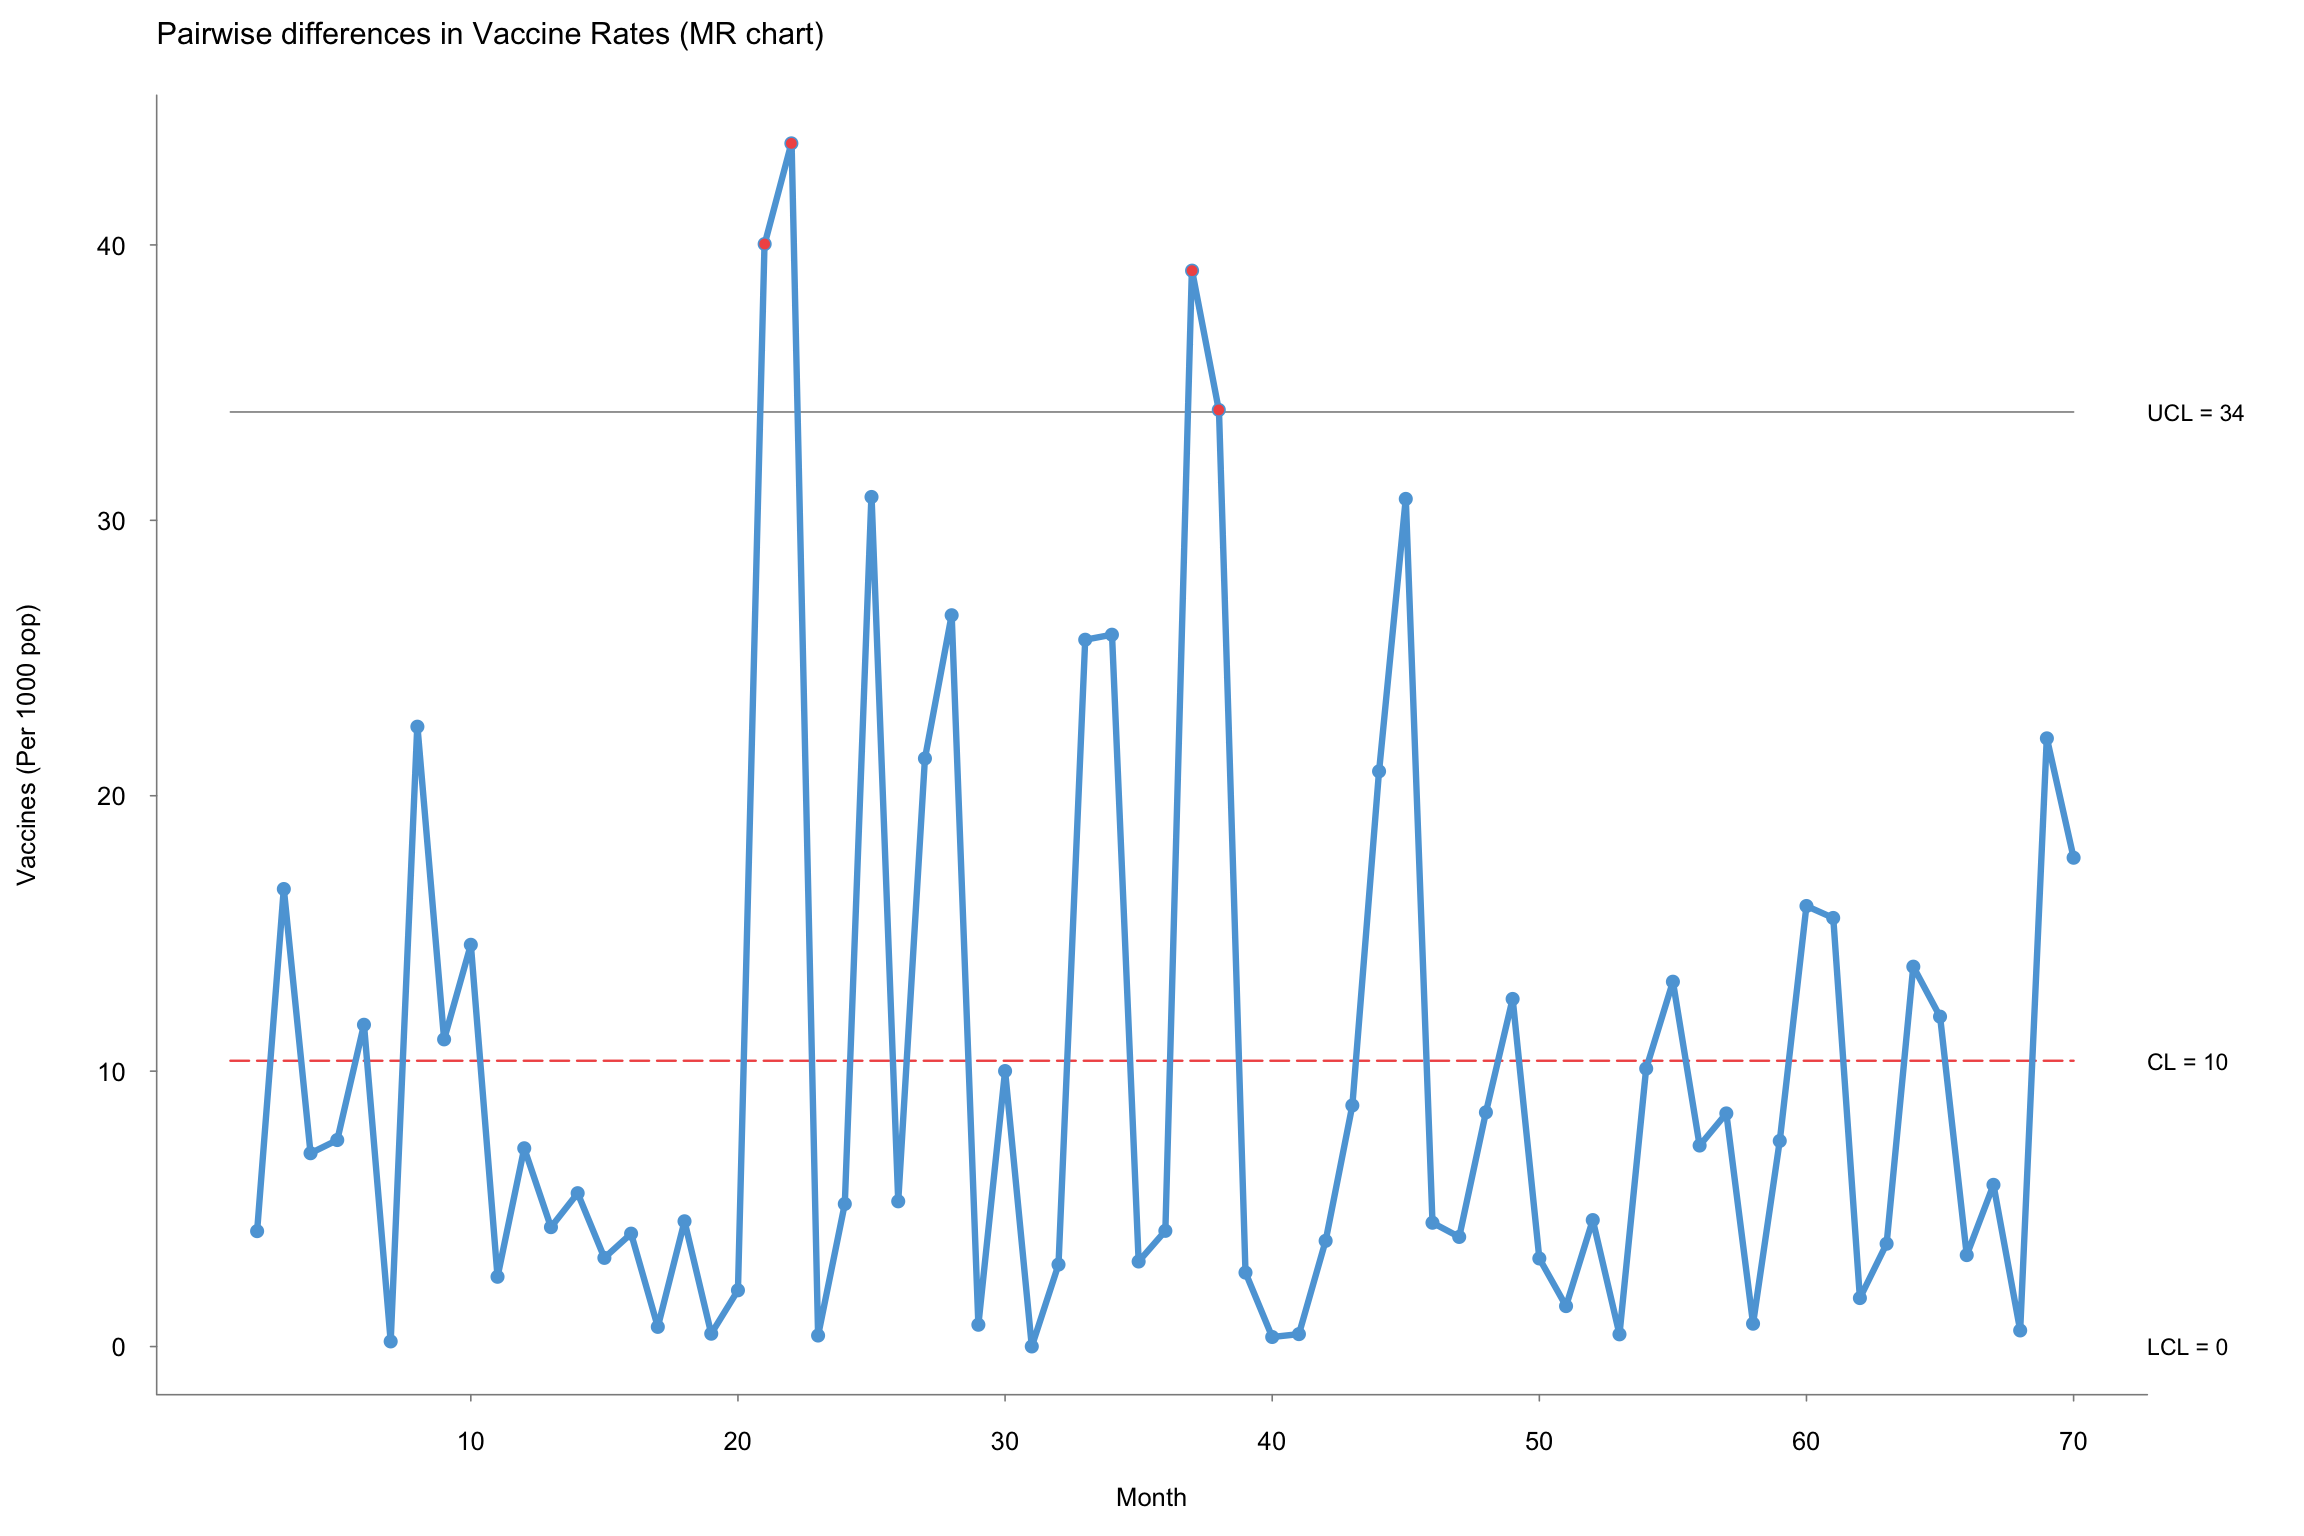 Pairwise differences in Vaccine Rates (MR chart)
Vaccines (Per 1000 pop)
40
30
20
10
0
UCL = 34
CL = 10
LCL = 0
10 20 30 40 50 60 70
Month